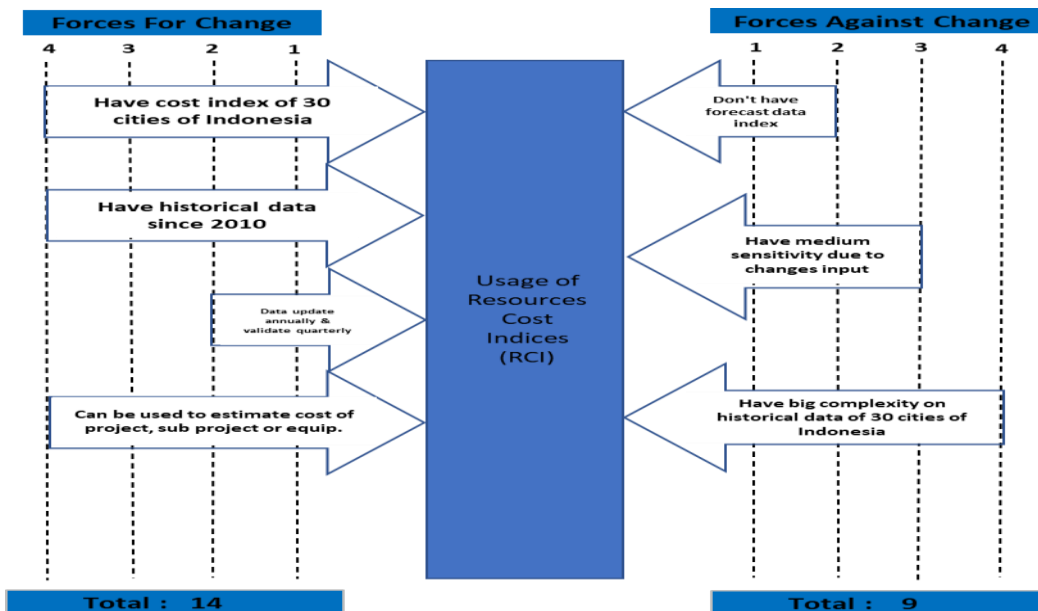 Forces For Change
Forces Against Change
4 3 2 1
1 2 3 4
Have cost index of 30
cities of Indonesia
Have historical data
since 2010
Data update
annually &
validate quarterly
Can be used to estimate cost of
project, sub project or equip.
Usage of
Resources
Cost
Indices
(RCI)
Don't have
forecast data
index
Have medium
sensitivity due to
changes input
Have big complexity on
historical data of 30 cities of
Indonesia
Total : 14
Total : 9